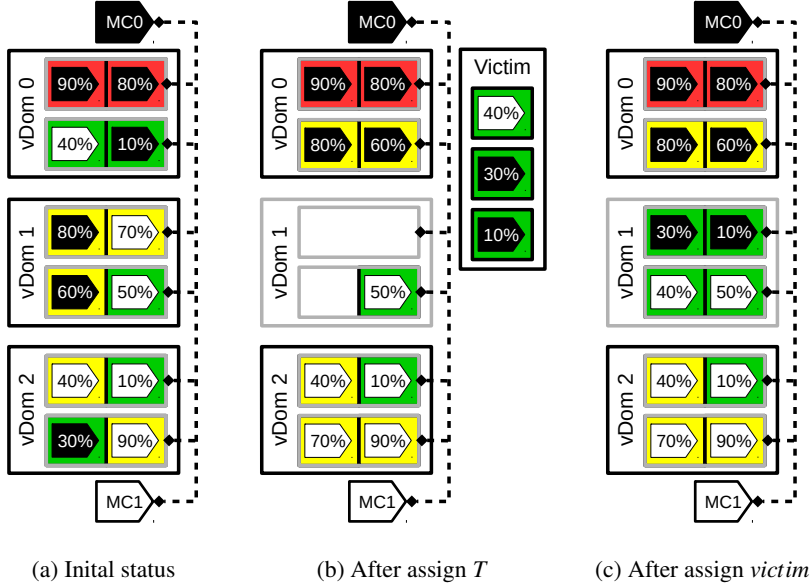 MC0
vDom 0
90% 80%
40% 10%
vDom 1
80% 70%
60% 50%
vDom 2
40% 10%
30% 90%
MC1
(a) Inital status
MC0
vDom 0
90% 80%
80% 60%
vDom 1
50%
vDom 2
40% 10%
70% 90%
MC1
Victim
40%
30%
10%
(b) After assign T
MC0
vDom 0
90% 80%
80% 60%
vDom 1
30% 10%
40% 50%
vDom 2
40% 10%
70% 90%
MC1
(c) After assign victim